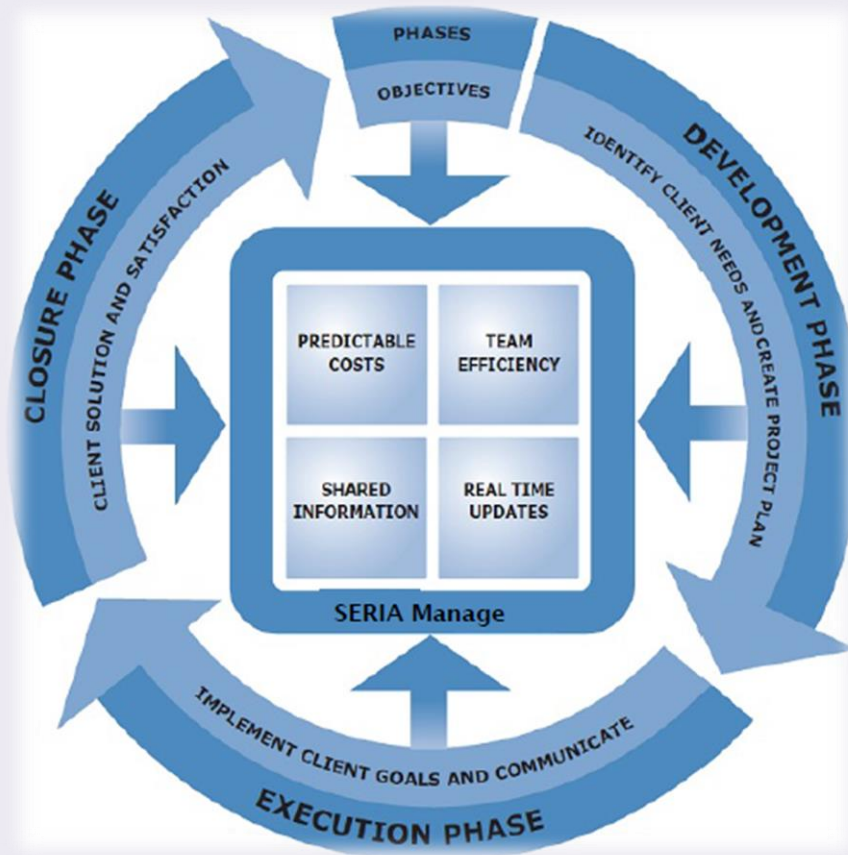 PHASES
OBJECTIVES
DEVELOPMENT PHASE
IDENTIFY CLIENT NEEDS AND CREATE PROJECT PLAN
EXECUTION PHASE
IMPLEMENT CLIENT GOALS AND COMMUNICATE
CLOSURE PHASE
CLIENT SOLUTION AND SATISFACTION
PREDICTABLE
COSTS
TEAM
EFFICIENCY
SHARED
INFORMATION
REAL TIME
UPDATES
SERIA Manage